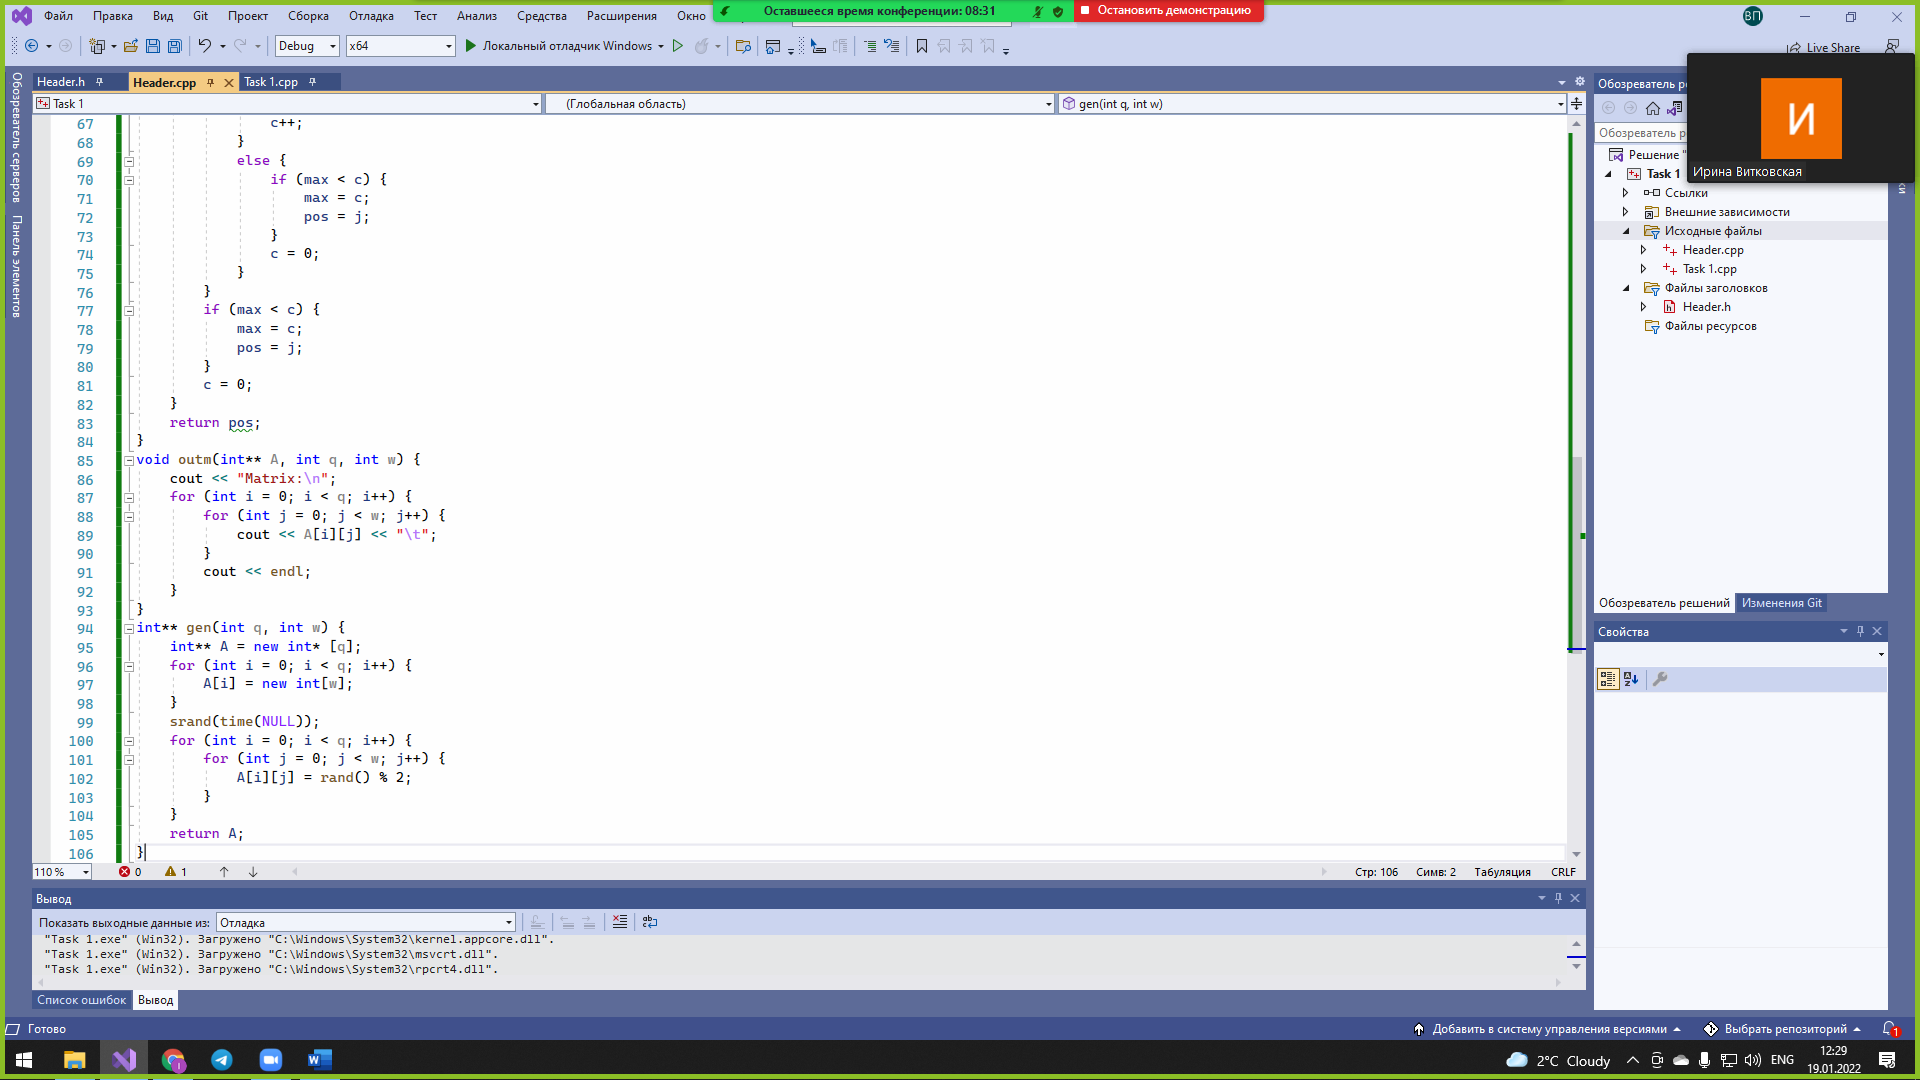 Файл Правка Вид Git Проект Сборка Отладка Тест Анализ Средства Расширения Окно
Оставшееся время конференции: 08:31 Остановить демонстрацию
ВП
Debug x64 Локальный отладчик Windows Live Share
Обозреватель серверов
Панель элементов
Header.h Header.cpp Task 1.cpp
Task 1 (Глобальная область) gen(int q, int w)
67 c++;
68 }
69 else {
70 if (max < c) {
71 max = c;
72 pos = j;
73 }
74 c = 0;
75 }
76 }
77 if (max < c) {
78 max = c;
79 pos = j;
80 }
81 c = 0;
82 }
83 return pos;
84 }
85 void outm(int** A, int q, int w) {
86 cout << "Matrix:\n";
87 for (int i = 0; i < q; i++) {
88 for (int j = 0; j < w; j++) {
89 cout << A[i][j] << "\t";
90 }
91 cout << endl;
92 }
93 }
94 int** gen(int q, int w) {
95 int** A = new int* [q];
96 for (int i = 0; i < q; i++) {
97 A[i] = new int[w];
98 }
99 srand(time(NULL));
100 for (int i = 0; i < q; i++) {
101 for (int j = 0; j < w; j++) {
102 A[i][j] = rand() % 2;
103 }
104 }
105 return A;
106 }
110 % 0 1 Стр: 106 Симв: 2 Табуляция CRLF
Вывод
Показать выходные данные из: Отладка
"Task 1.exe" (Win32). Загружено "C:\Windows\System32\kernel.appcore.dll".
"Task 1.exe" (Win32). Загружено "C:\Windows\System32\msvcrt.dll".
"Task 1.exe" (Win32). Загружено "C:\Windows\System32\rpcrt4.dll".
Список ошибок Вывод
Обозреватель
Обозреватель
И
Ирина Витковская
Решение "
Task 1
Ссылки
Внешние зависимости
Исходные файлы
Header.cpp
Task 1.cpp
Файлы заголовков
Header.h
Файлы ресурсов
Обозреватель решений Изменения Git
Свойства
Готово Добавить в систему управления версиями Выбрать репозиторий 1
2°C Cloudy ENG 12:29
19.01.2022